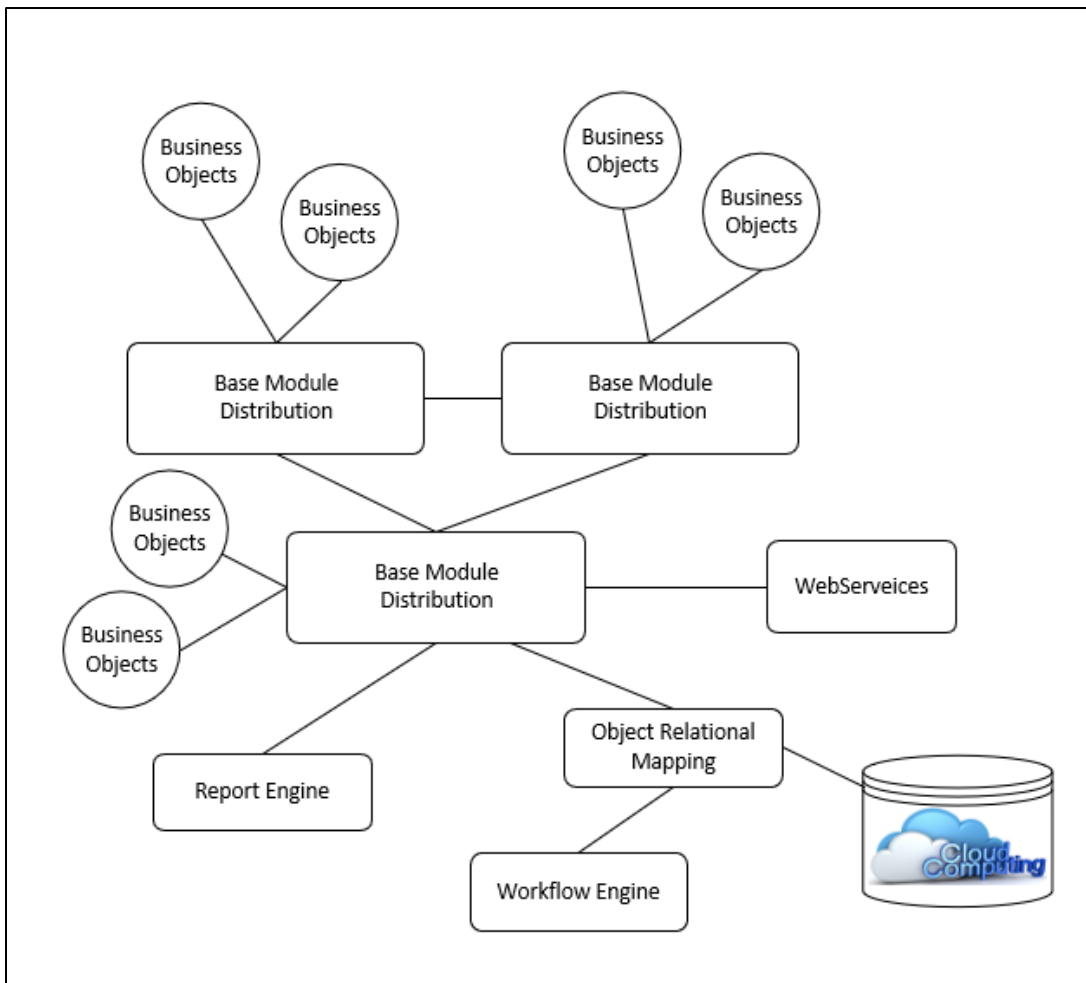 Business
Objects
Business
Objects
Business
Objects
Business
Objects
Base Module
Distribution
Base Module
Distribution
Business
Objects
Base Module
Distribution
WebServeices
Business
Objects
Object Relational
Mapping
Report Engine
Cloud
Computing
Workflow Engine